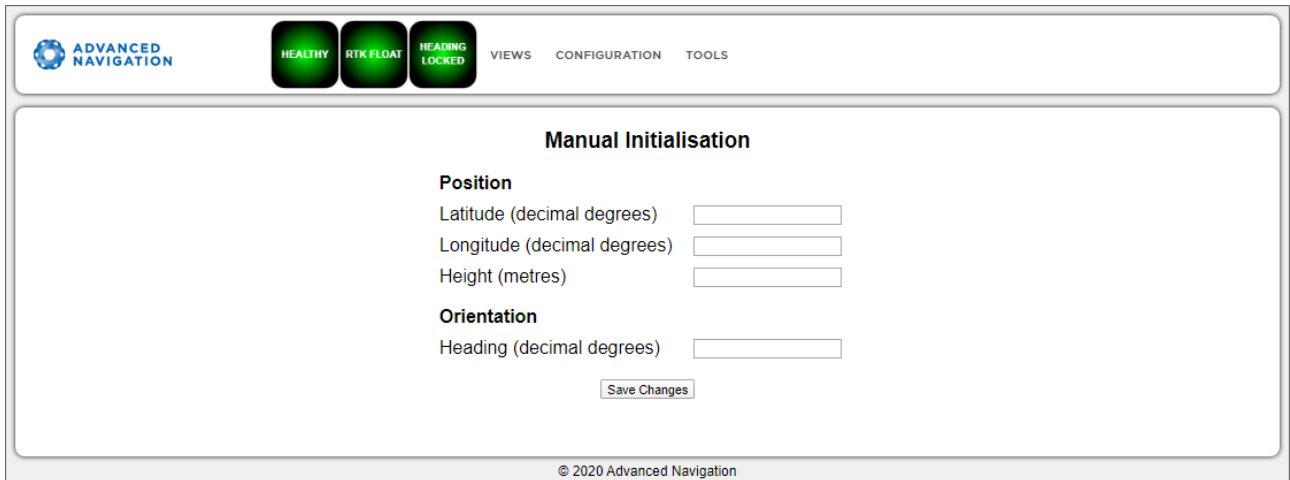 ADVANCED
NAVIGATION
HEALTHY
RTK FLOAT
HEADING
LOCKED
VIEWS
CONFIGURATION
TOOLS
Manual Initialisation
Position
Latitude (decimal degrees)
Longitude (decimal degrees)
Height (metres)
Orientation
Heading (decimal degrees)
Save Changes
© 2020 Advanced Navigation